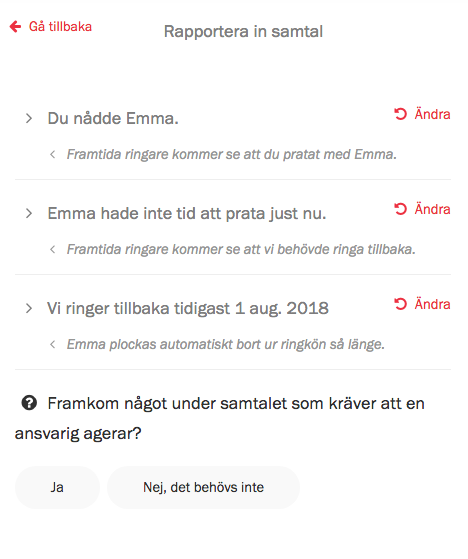 Gå tillbaka
Rapportera in samtal
Du nådde Emma.
Ändra
Framtida ringare kommer se att du pratat med Emma.
Emma hade inte tid att prata just nu.
Ändra
Framtida ringare kommer se att vi behövde ringa tillbaka.
Vi ringer tillbaka tidigast 1 aug. 2018
Ändra
Emma plockas automatiskt bort ur ringkön så länge.
Framkom något under samtalet som kräver att en
ansvarig agerar?
Ja
Nej, det behövs inte